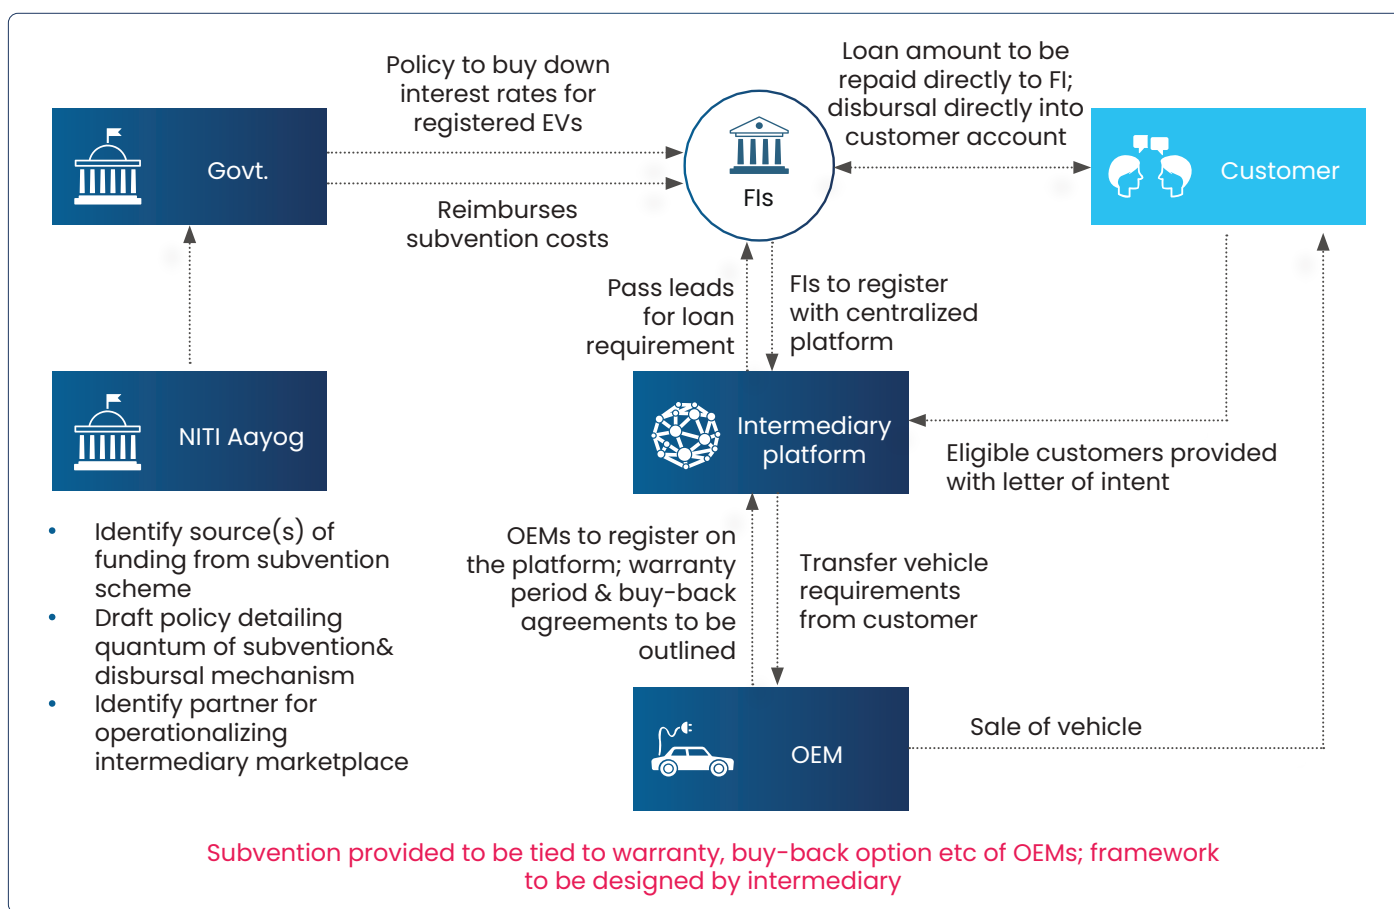 Policy to buy down
interest rates for
registered EVs
Loan amount to be
repaid directly to FI;
disbursal directly into
customer account
Govt.
FIs
Customer
Reimburses
subvention costs
Pass leads
for loan
requirement
FIs to register
with centralized
platform
NITI Aayog
Intermediary
platform
Eligible customers provided
with letter of intent
• Identify source(s) of
funding from subvention
scheme
• Draft policy detailing
quantum of subvention&
disbursal mechanism
• Identify partner for
operationalizing
intermediary marketplace
OEMs to register on
the platform; warranty
period & buy-back
agreements to be
outlined
Transfer vehicle
requirements
from customer
OEM
Sale of vehicle
Subvention provided to be tied to warranty, buy-back option etc of OEMs; framework
to be designed by intermediary